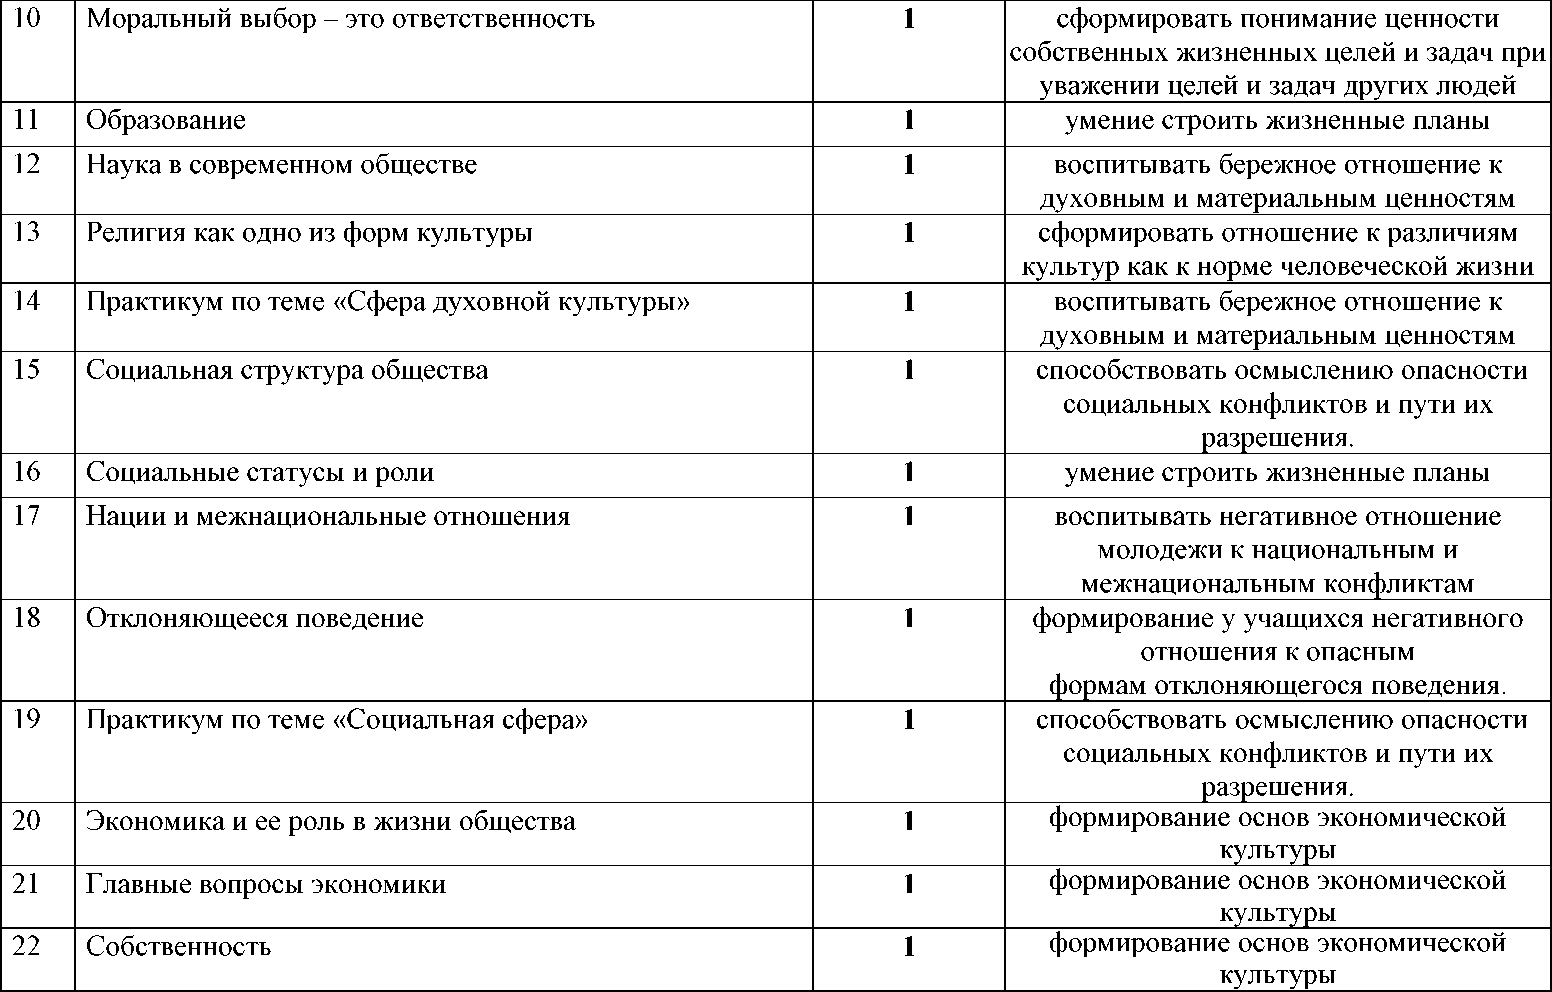 10 Моральный выбор – это ответственность 1 сформировать понимание ценности
собственных жизненных целей и задач при
уважении целей и задач других людей
11 Образование 1 умение строить жизненные планы
12 Наука в современном обществе 1 воспитывать бережное отношение к
духовным и материальным ценностям
13 Религия как одно из форм культуры 1 сформировать отношение к различиям
культур как к норме человеческой жизни
14 Практикум по теме «Сфера духовной культуры» 1 воспитывать бережное отношение к
духовным и материальным ценностям
15 Социальная структура общества 1 способствовать осмыслению опасности
социальных конфликтов и пути их
разрешения.
16 Социальные статусы и роли 1 умение строить жизненные планы
17 Нации и межнациональные отношения 1 воспитывать негативное отношение
молодежи к национальным и
межнациональным конфликтам
18 Отклоняющееся поведение 1 формирование у учащихся негативного
отношения к опасным
формам отклоняющегося поведения.
19 Практикум по теме «Социальная сфера» 1 способствовать осмыслению опасности
социальных конфликтов и пути их
разрешения.
20 Экономика и ее роль в жизни общества 1 формирование основ экономической
культуры
21 Главные вопросы экономики 1 формирование основ экономической
культуры
22 Собственность 1 формирование основ экономической
культуры